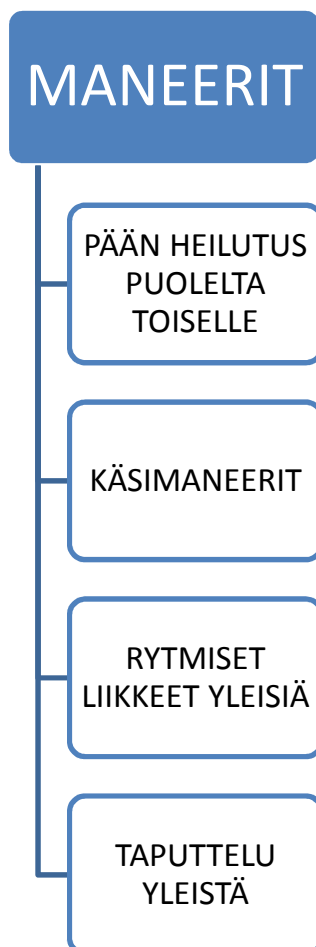 MANEERIT
PÄÄN HEILUTUS
PUOLELTA
TOISELLE
KÄSIMANEERIT
RYTMISET
LIIKKEET YLEISIÄ
TAPUTTELU
YLEISTÄ